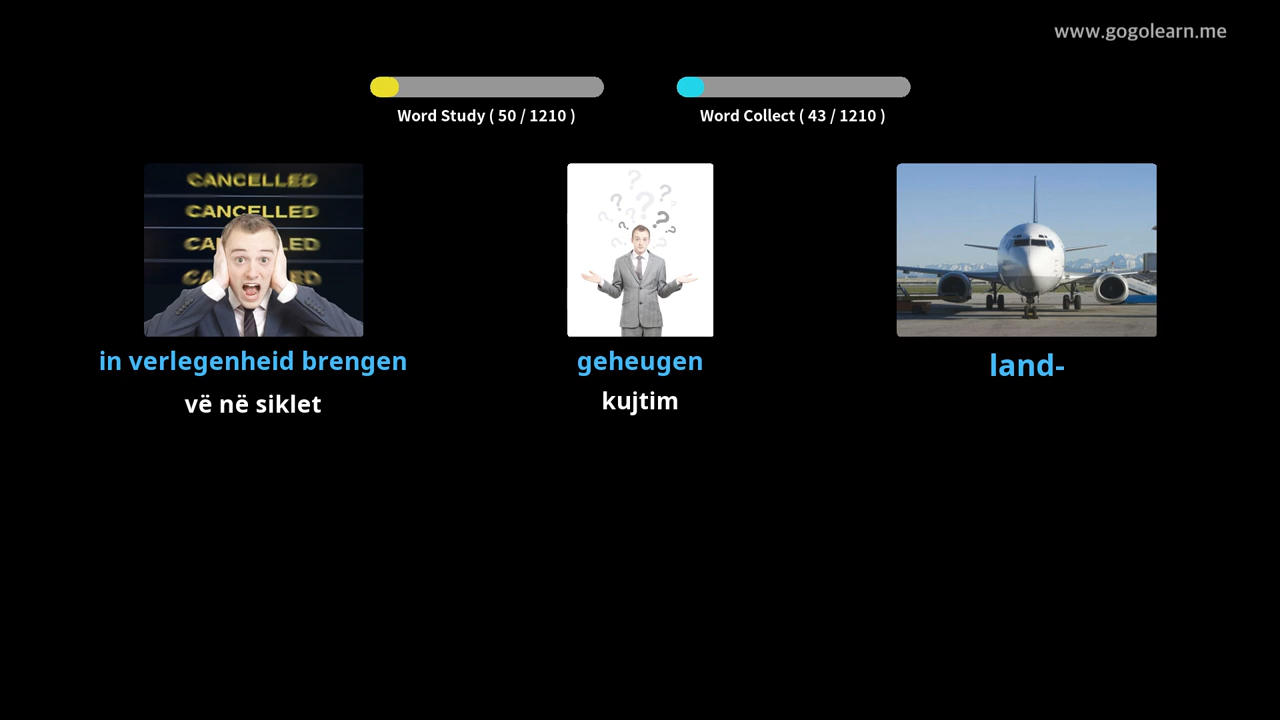 www.gogolearn.me
Word Study ( 50 / 1210 )
Word Collect ( 43 / 1210 )
CANCELLED
CANCELLED
in verlegenheid brengen
vë në siklet
geheugen
kujtim
land-